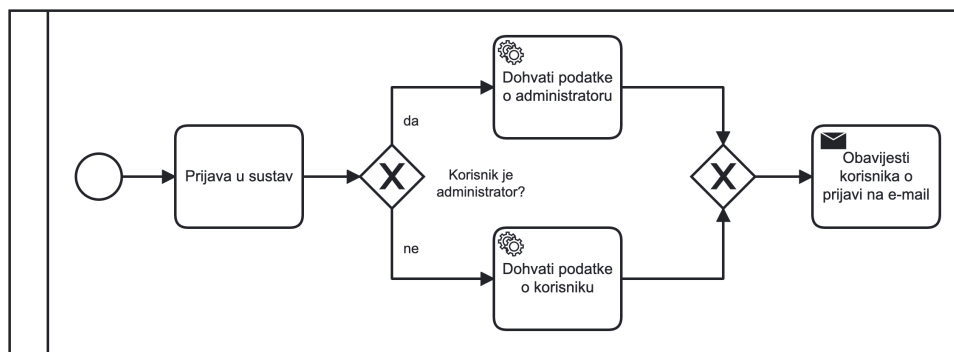 Prijava u sustav
da
Korisnik je
administrator?
ne
Dohvati podatke
o administratoru
Dohvati podatke
o korisniku
Obavijesti
korisnika o
prijavi na e-mail